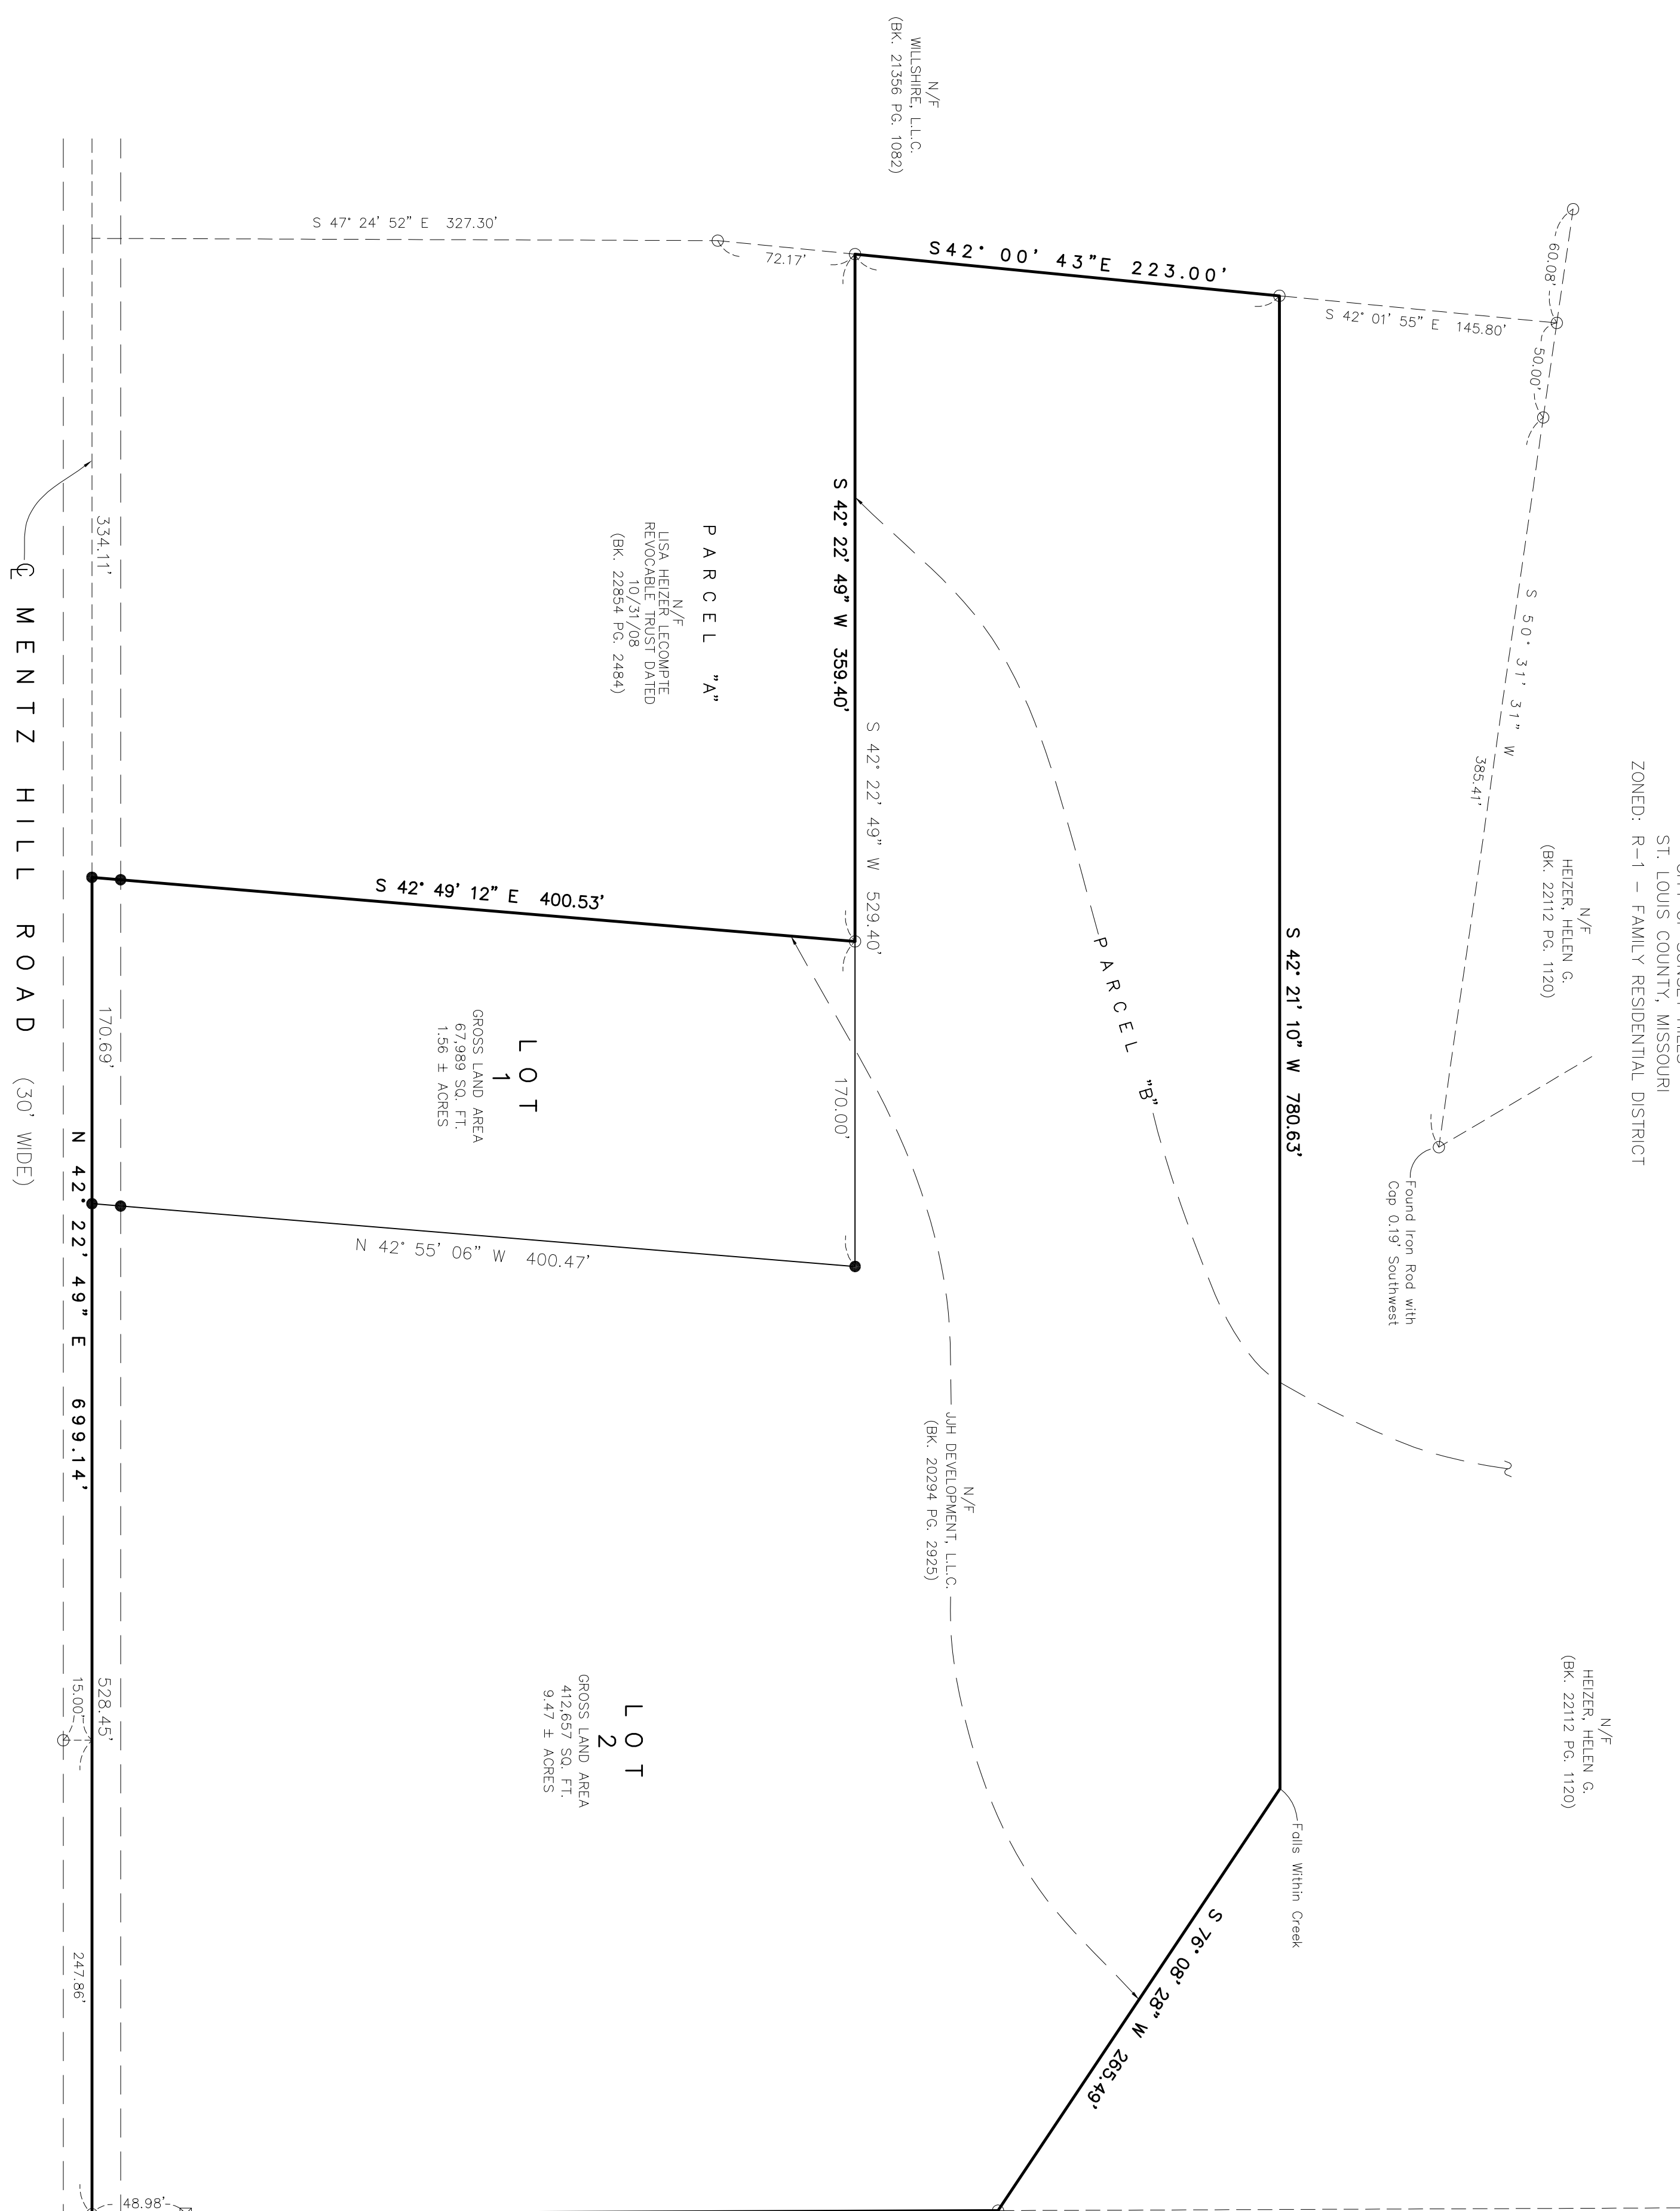 ST. LOUIS COUNTY, MISSOURI
ZONED: R-1 - FAMILY RESIDENTIAL DISTRICT
N/F
HEIZER, HELEN G.
(BK. 22112 PG. 1120)
N/F
HEIZER, HELEN G.
(BK. 22112 PG. 1120)
60.08'
50.00'
S 50° 31' 31" W
385.41'
Found Iron Rod with
Cap 0.19' Southwest
S 42° 01' 55" E 145.80'
S 42° 21' 10" W 780.63'
Falls Within Creek
S 76° 08' 28" W 265.49'
S42° 00' 43"E 223.00'
PARCEL "B"
N/F
JJH DEVELOPMENT, L.L.C.
(BK. 20294 PG. 2925)
N/F
WILLSHIRE, L.L.C.
(BK. 21356 PG. 1082)
S 42° 22' 49" W 529.40'
S 42° 22' 49" W 359.40'
170.00'
72.17'
S 47° 24' 52" E 327.30'
PARCEL "A"
N/F
LISA HEIZER LECOMPTE
REVOCABLE TRUST DATED
10/31/08
(BK. 22854 PG. 2484)
S 42° 49' 12" E 400.53'
LOT
1
GROSS LAND AREA
67,989 SQ. FT.
1.56 ± ACRES
N 42° 55' 06" W 400.47'
LOT
2
GROSS LAND AREA
412,657 SQ. FT.
9.47 ± ACRES
334.11'
170.69'
528.45'
N 42° 22' 49" E 699.14'
15.00'
247.86'
48.98'
CL MENTZ HILL ROAD (30' WIDE)